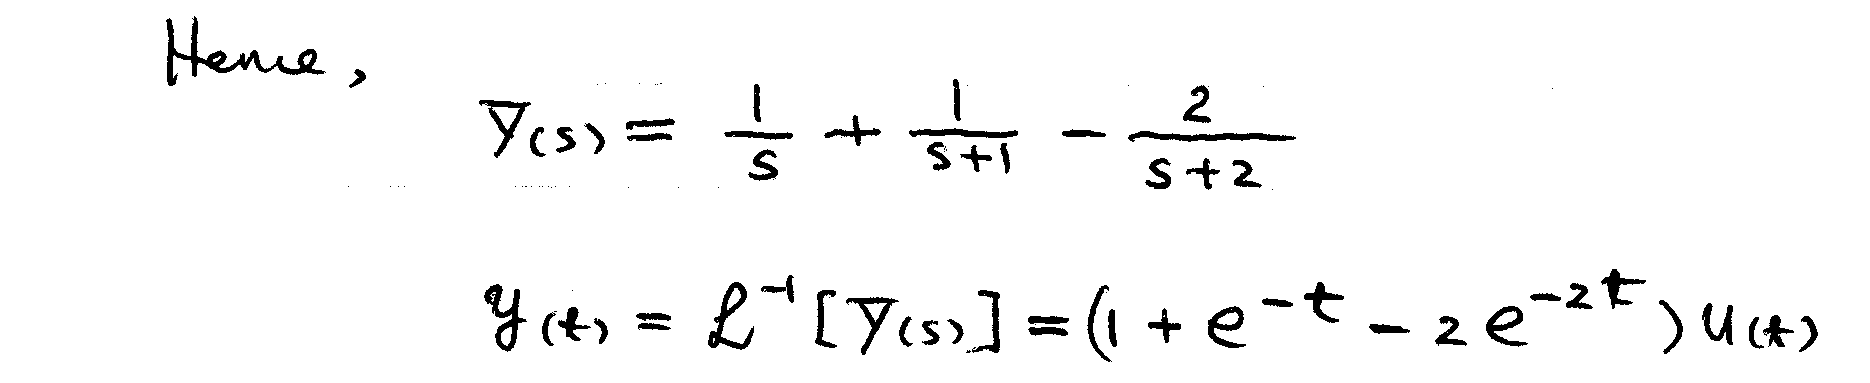 Hence,
Y(s) = 1/s + 1/(s+1) - 2/(s+2)
y(t) = ℒ⁻¹[Y(s)] = (1 + e^{-t} - 2e^{-2t}) u(t)